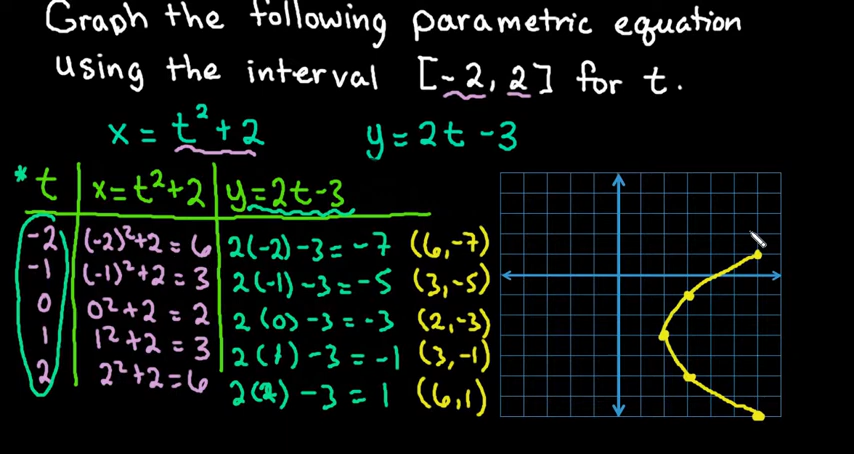 Graph the following parametric equation
using the interval [-2, 2] for t.
x = t² + 2 y = 2t - 3
* t x = t² + 2 y = 2t - 3
-2 (-2)² + 2 = 6 2(-2) - 3 = -7 (6, -7)
-1 (-1)² + 2 = 3 2(-1) - 3 = -5 (3, -5)
0 0² + 2 = 2 2(0) - 3 = -3 (2, -3)
1 1² + 2 = 3 2(1) - 3 = -1 (3, -1)
2 2² + 2 = 6 2(2) - 3 = 1 (6, 1)